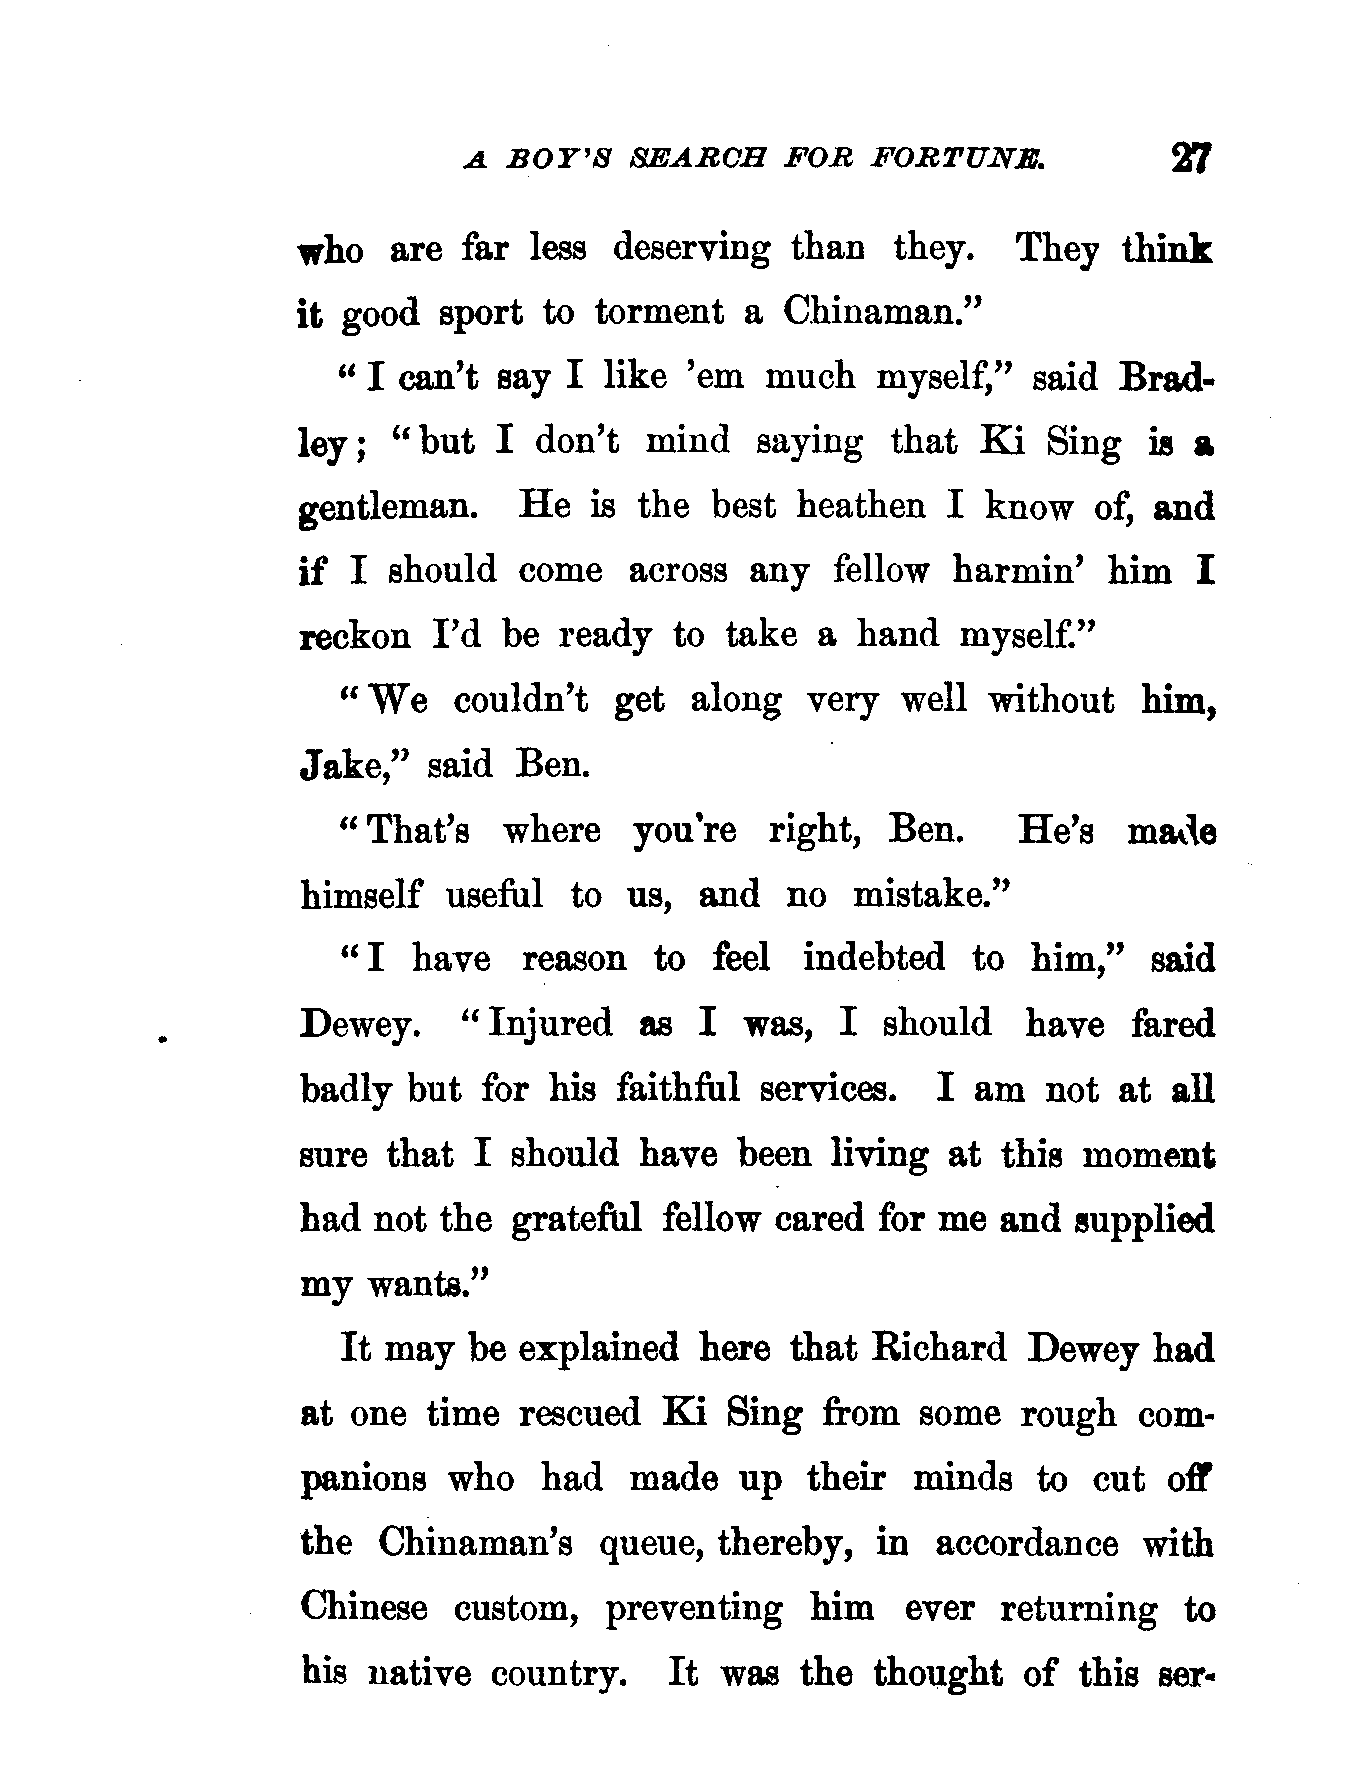 A BOY'S SEARCH FOR FORTUNE. 27
who are far less deserving than they. They think
it good sport to torment a Chinaman."
"I can't say I like 'em much myself," said Brad-
ley; "but I don't mind saying that Ki Sing is a
gentleman. He is the best heathen I know of, and
if I should come across any fellow harmin' him I
reckon I'd be ready to take a hand myself."
"We couldn't get along very well without him,
Jake," said Ben.
"That's where you're right, Ben. He's made
himself useful to us, and no mistake."
"I have reason to feel indebted to him," said
Dewey. "Injured as I was, I should have fared
badly but for his faithful services. I am not at all
sure that I should have been living at this moment
had not the grateful fellow cared for me and supplied
my wants."
It may be explained here that Richard Dewey had
at one time rescued Ki Sing from some rough com-
panions who had made up their minds to cut off
the Chinaman's queue, thereby, in accordance with
Chinese custom, preventing him ever returning to
his native country. It was the thought of this ser-